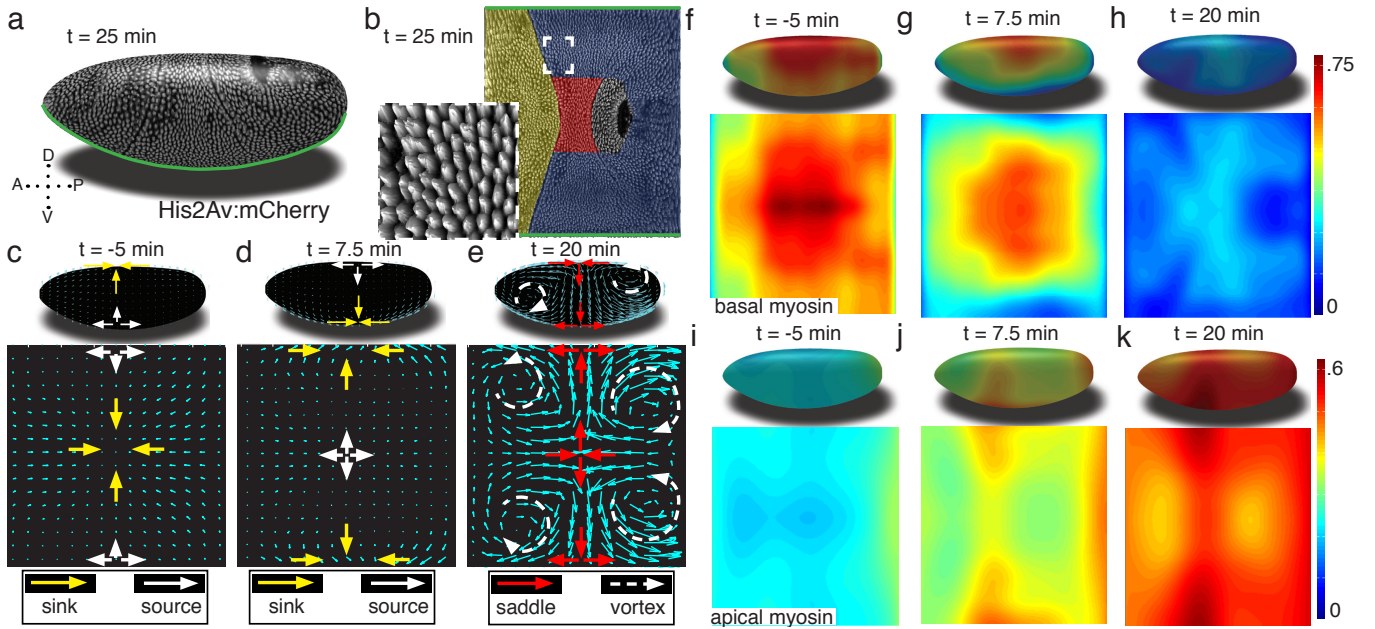 a
t = 25 min
D
A
P
V
His2Av:mCherry
b
t = 25 min
c
t = -5 min
d
t = 7.5 min
e
t = 20 min
sink
source
sink
source
saddle
vortex
f
t = -5 min
g
t = 7.5 min
h
t = 20 min
.75
0
basal myosin
i
t = -5 min
j
t = 7.5 min
k
t = 20 min
.6
0
apical myosin